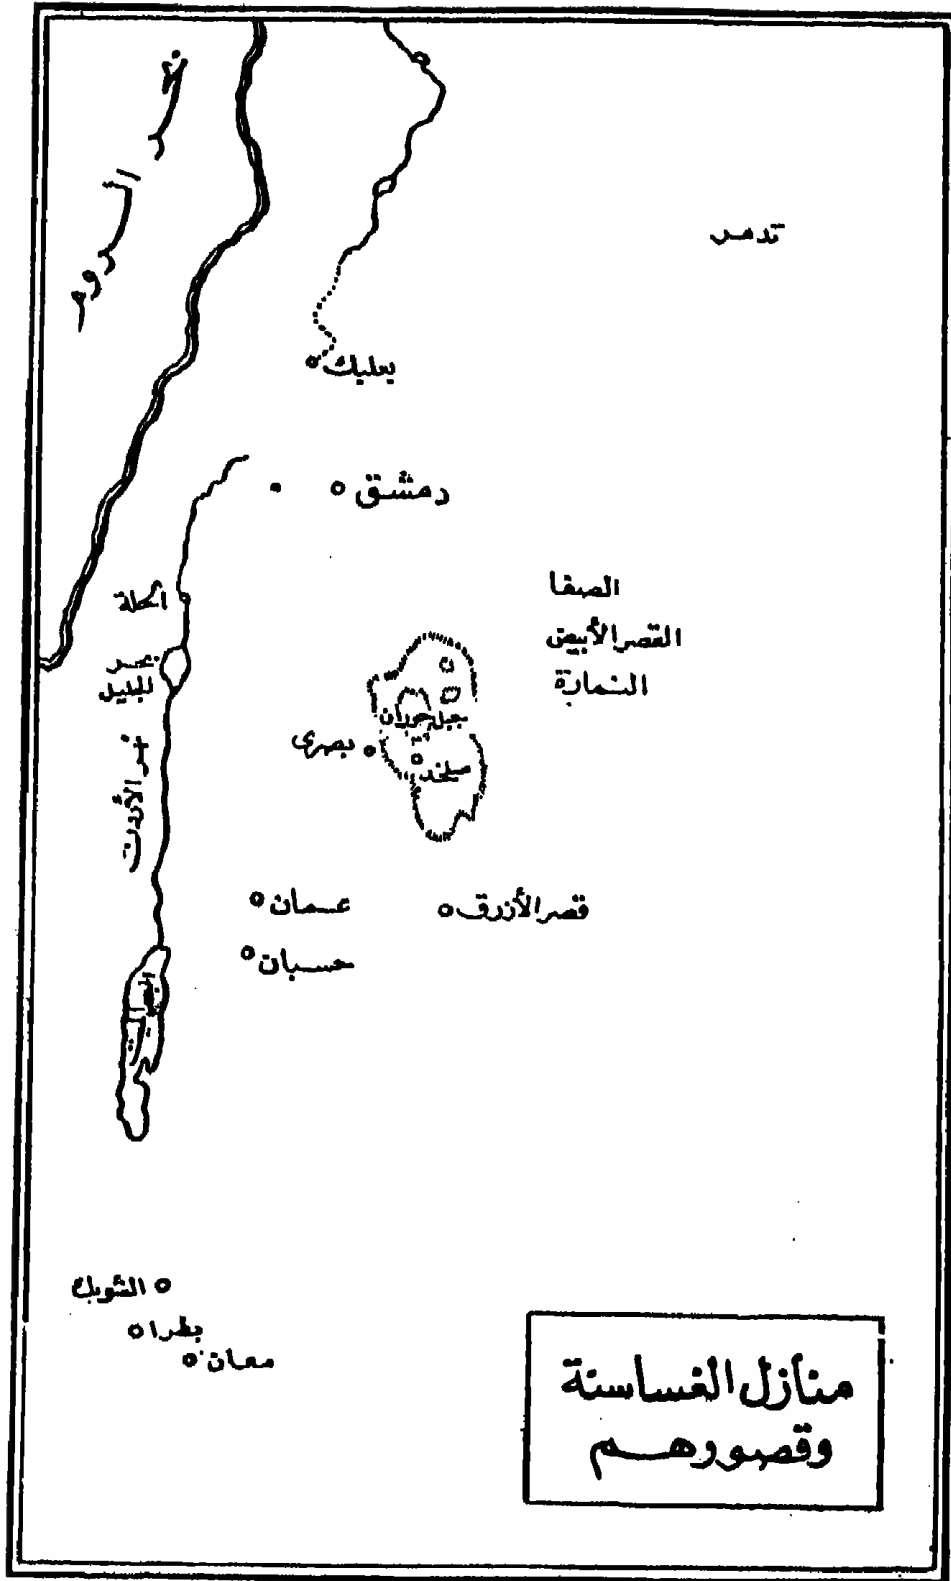 بحر الروم
تدمر
بعلبك
دمشق
الحولة
بحر
الجليل
الصفا
القصر الأبيض
النمارة
جبل حوران
بصرى
صلخد
نهر الأردن
عمان
قصر الأزرق
حسبان
الشوبك
بطرا
معان
منازل الغساسنة
وقصورهم